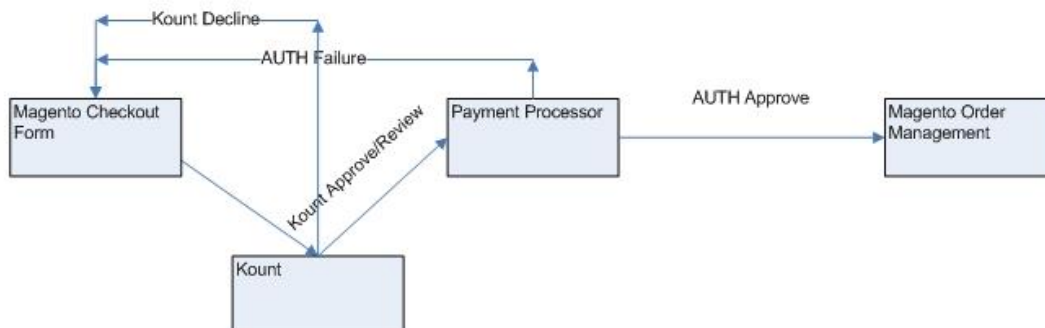 Kount Decline
AUTH Failure
Magento Checkout
Form
Kount Approve/Review
Payment Processor
AUTH Approve
Magento Order
Management
Kount